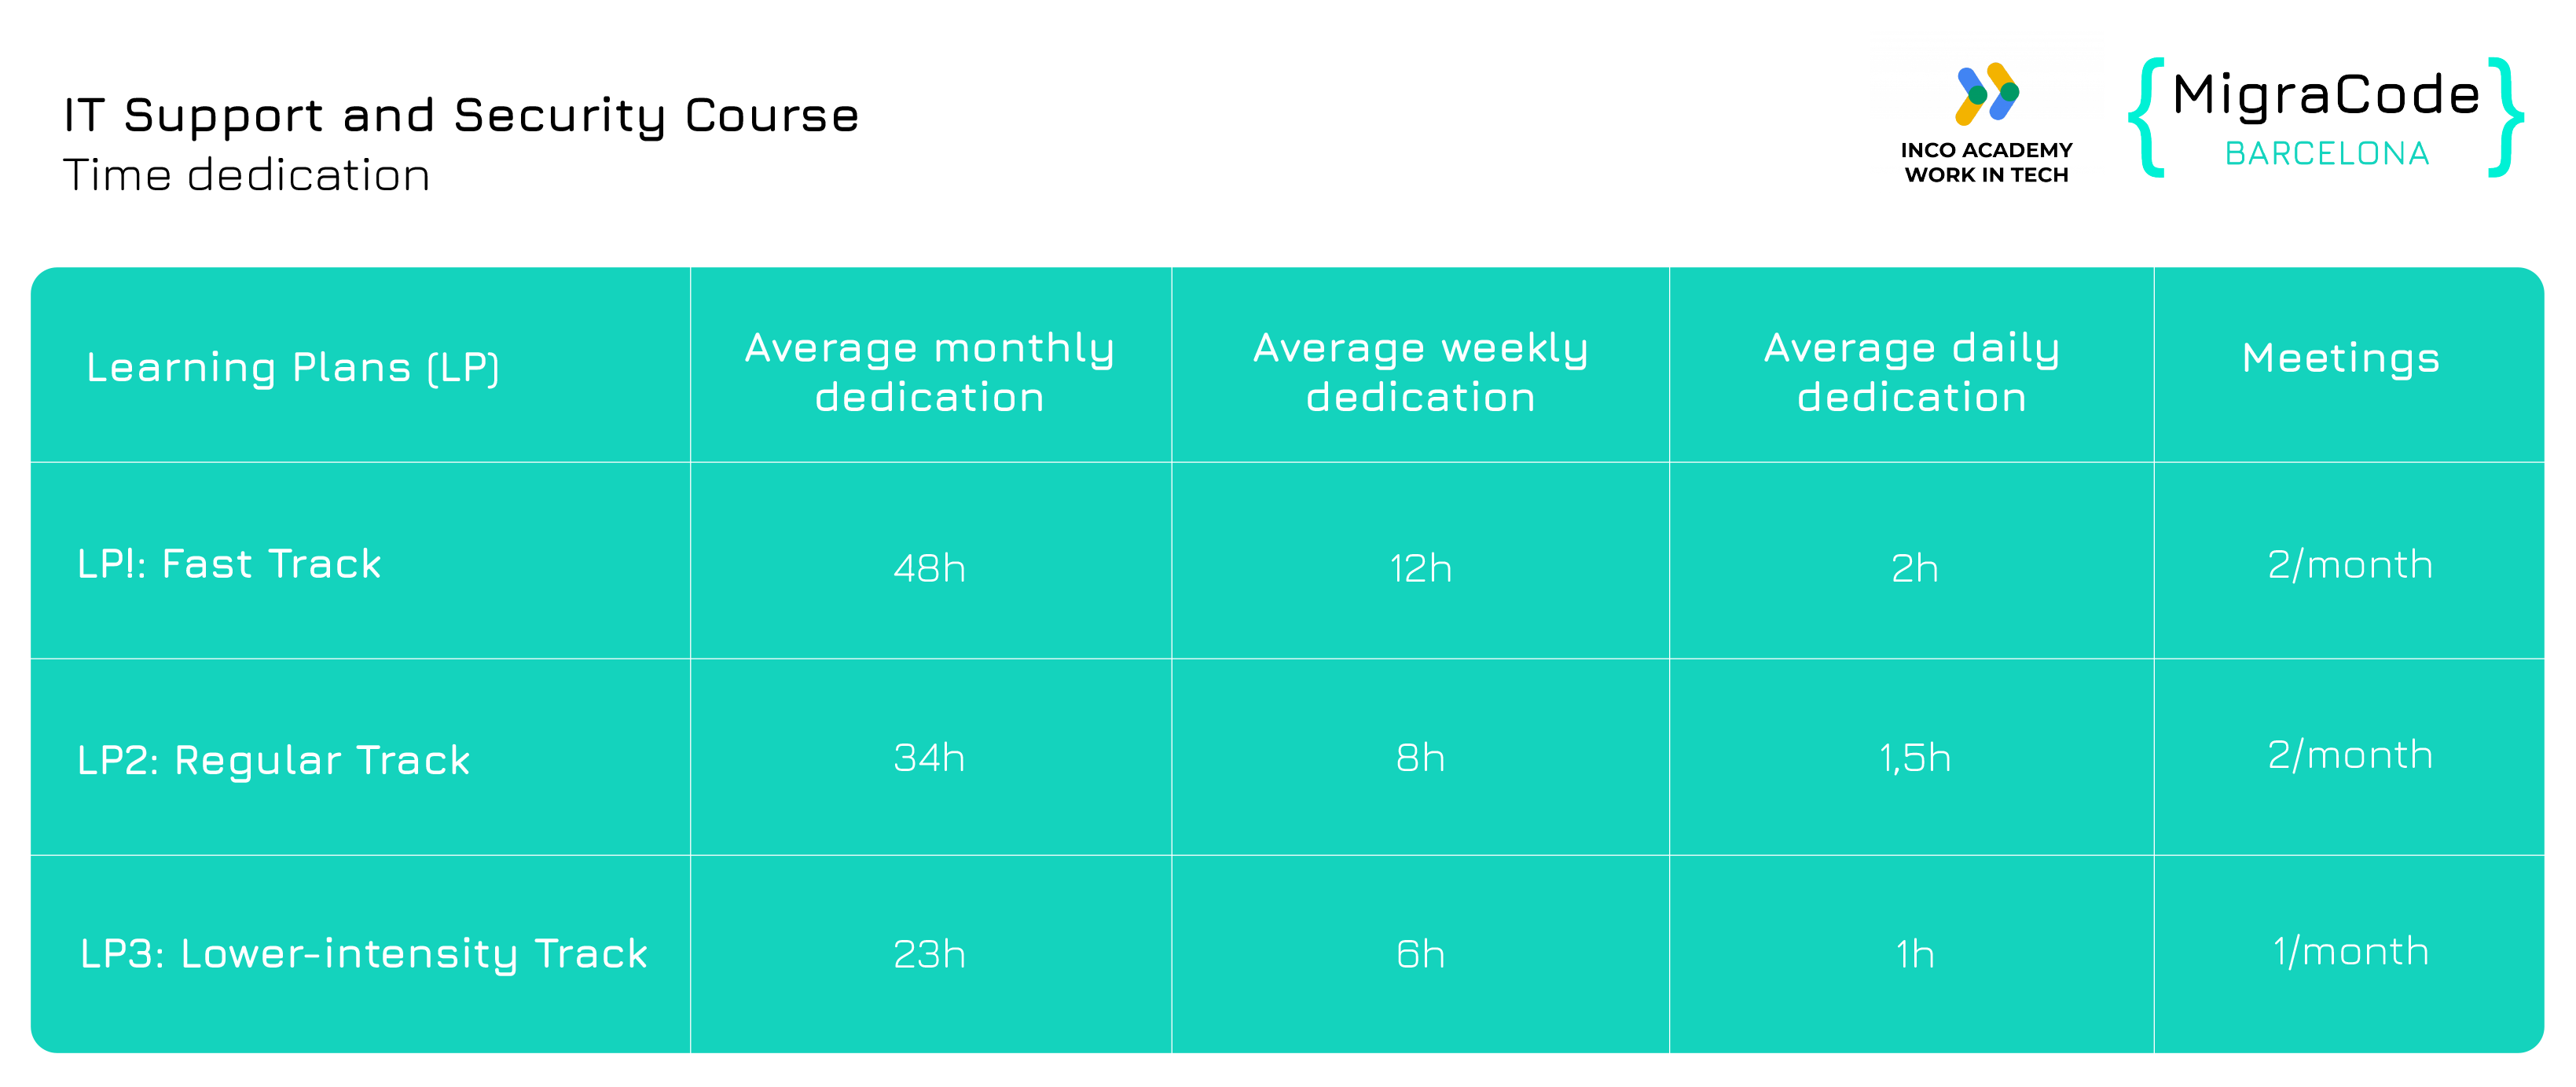 IT Support and Security Course
Time dedication
INCO ACADEMY
WORK IN TECH
{MigraCode}
BARCELONA
Learning Plans (LP)
Average monthly
dedication
Average weekly
dedication
Average daily
dedication
Meetings
LP!: Fast Track
48h
12h
2h
2/month
LP2: Regular Track
34h
8h
1,5h
2/month
LP3: Lower-intensity Track
23h
6h
1h
1/month